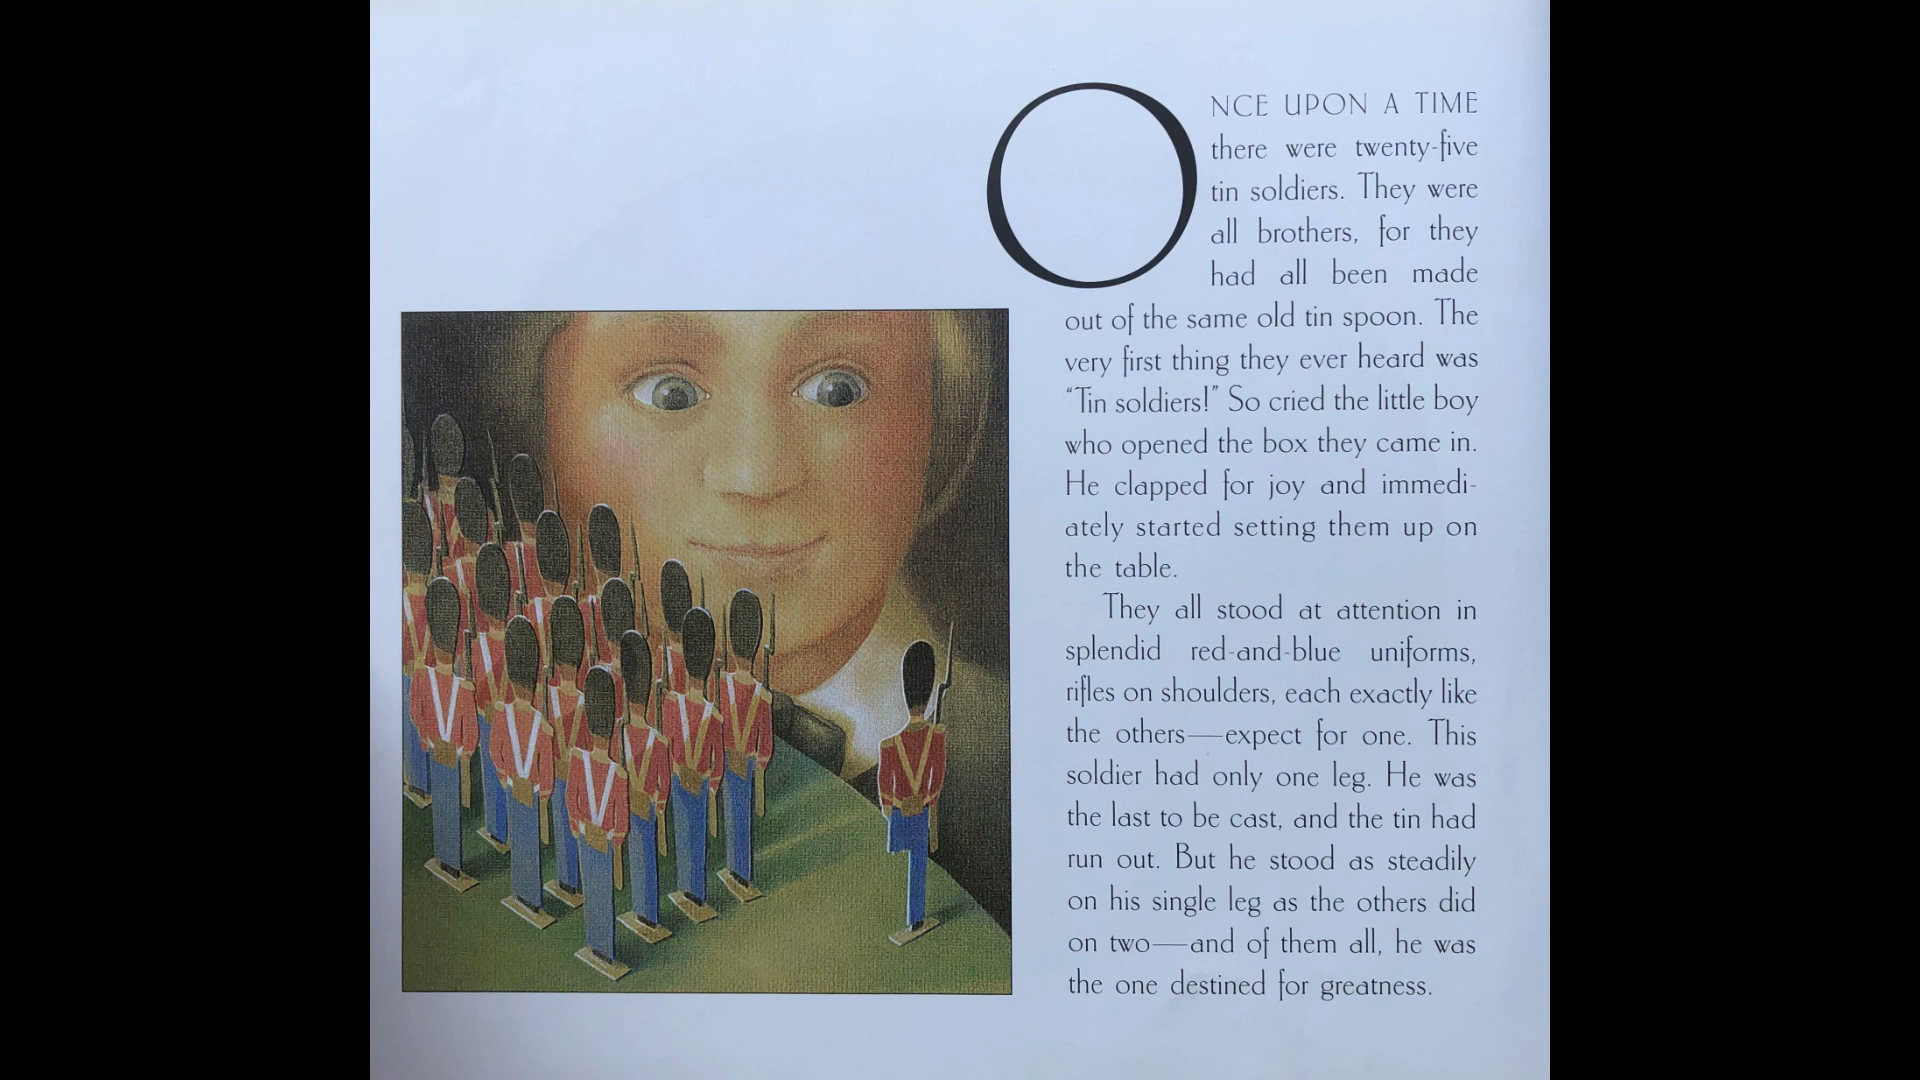 ONCE UPON A TIME
there were twenty-five
tin soldiers. They were
all brothers, for they
had all been made
out of the same old tin spoon. The
very first thing they ever heard was
“Tin soldiers!” So cried the little boy
who opened the box they came in.
He clapped for joy and immedi-
ately started setting them up on
the table.
They all stood at attention in
splendid red-and-blue uniforms,
rifles on shoulders, each exactly like
the others—expect for one. This
soldier had only one leg. He was
the last to be cast, and the tin had
run out. But he stood as steadily
on his single leg as the others did
on two—and of them all, he was
the one destined for greatness.